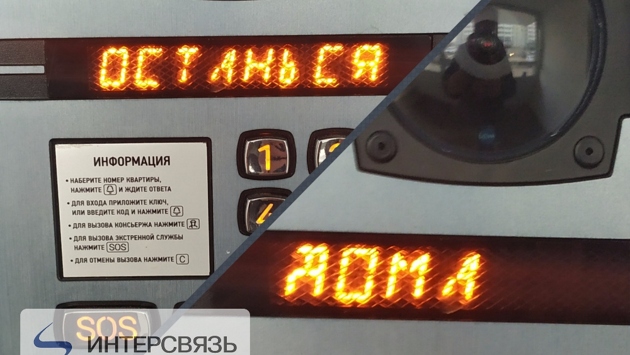 ОСТАНЬСЯ
ИНФОРМАЦИЯ
• НАБЕРИТЕ НОМЕР КВАРТИРЫ,
НАЖМИТЕ И ЖДИТЕ ОТВЕТА
• ДЛЯ ВХОДА ПРИЛОЖИТЕ КЛЮЧ,
ИЛИ ВВЕДИТЕ КОД И НАЖМИТЕ
• ДЛЯ ВЫЗОВА КОНСЬЕРЖА НАЖМИТЕ
• ДЛЯ ВЫЗОВА ЭКСТРЕННОЙ СЛУЖБЫ
НАЖМИТЕ SOS
• ДЛЯ ОТМЕНЫ ВЫЗОВА НАЖМИТЕ C
1
4
ДОМА
SOS
ИНТЕРСВЯЗЬ